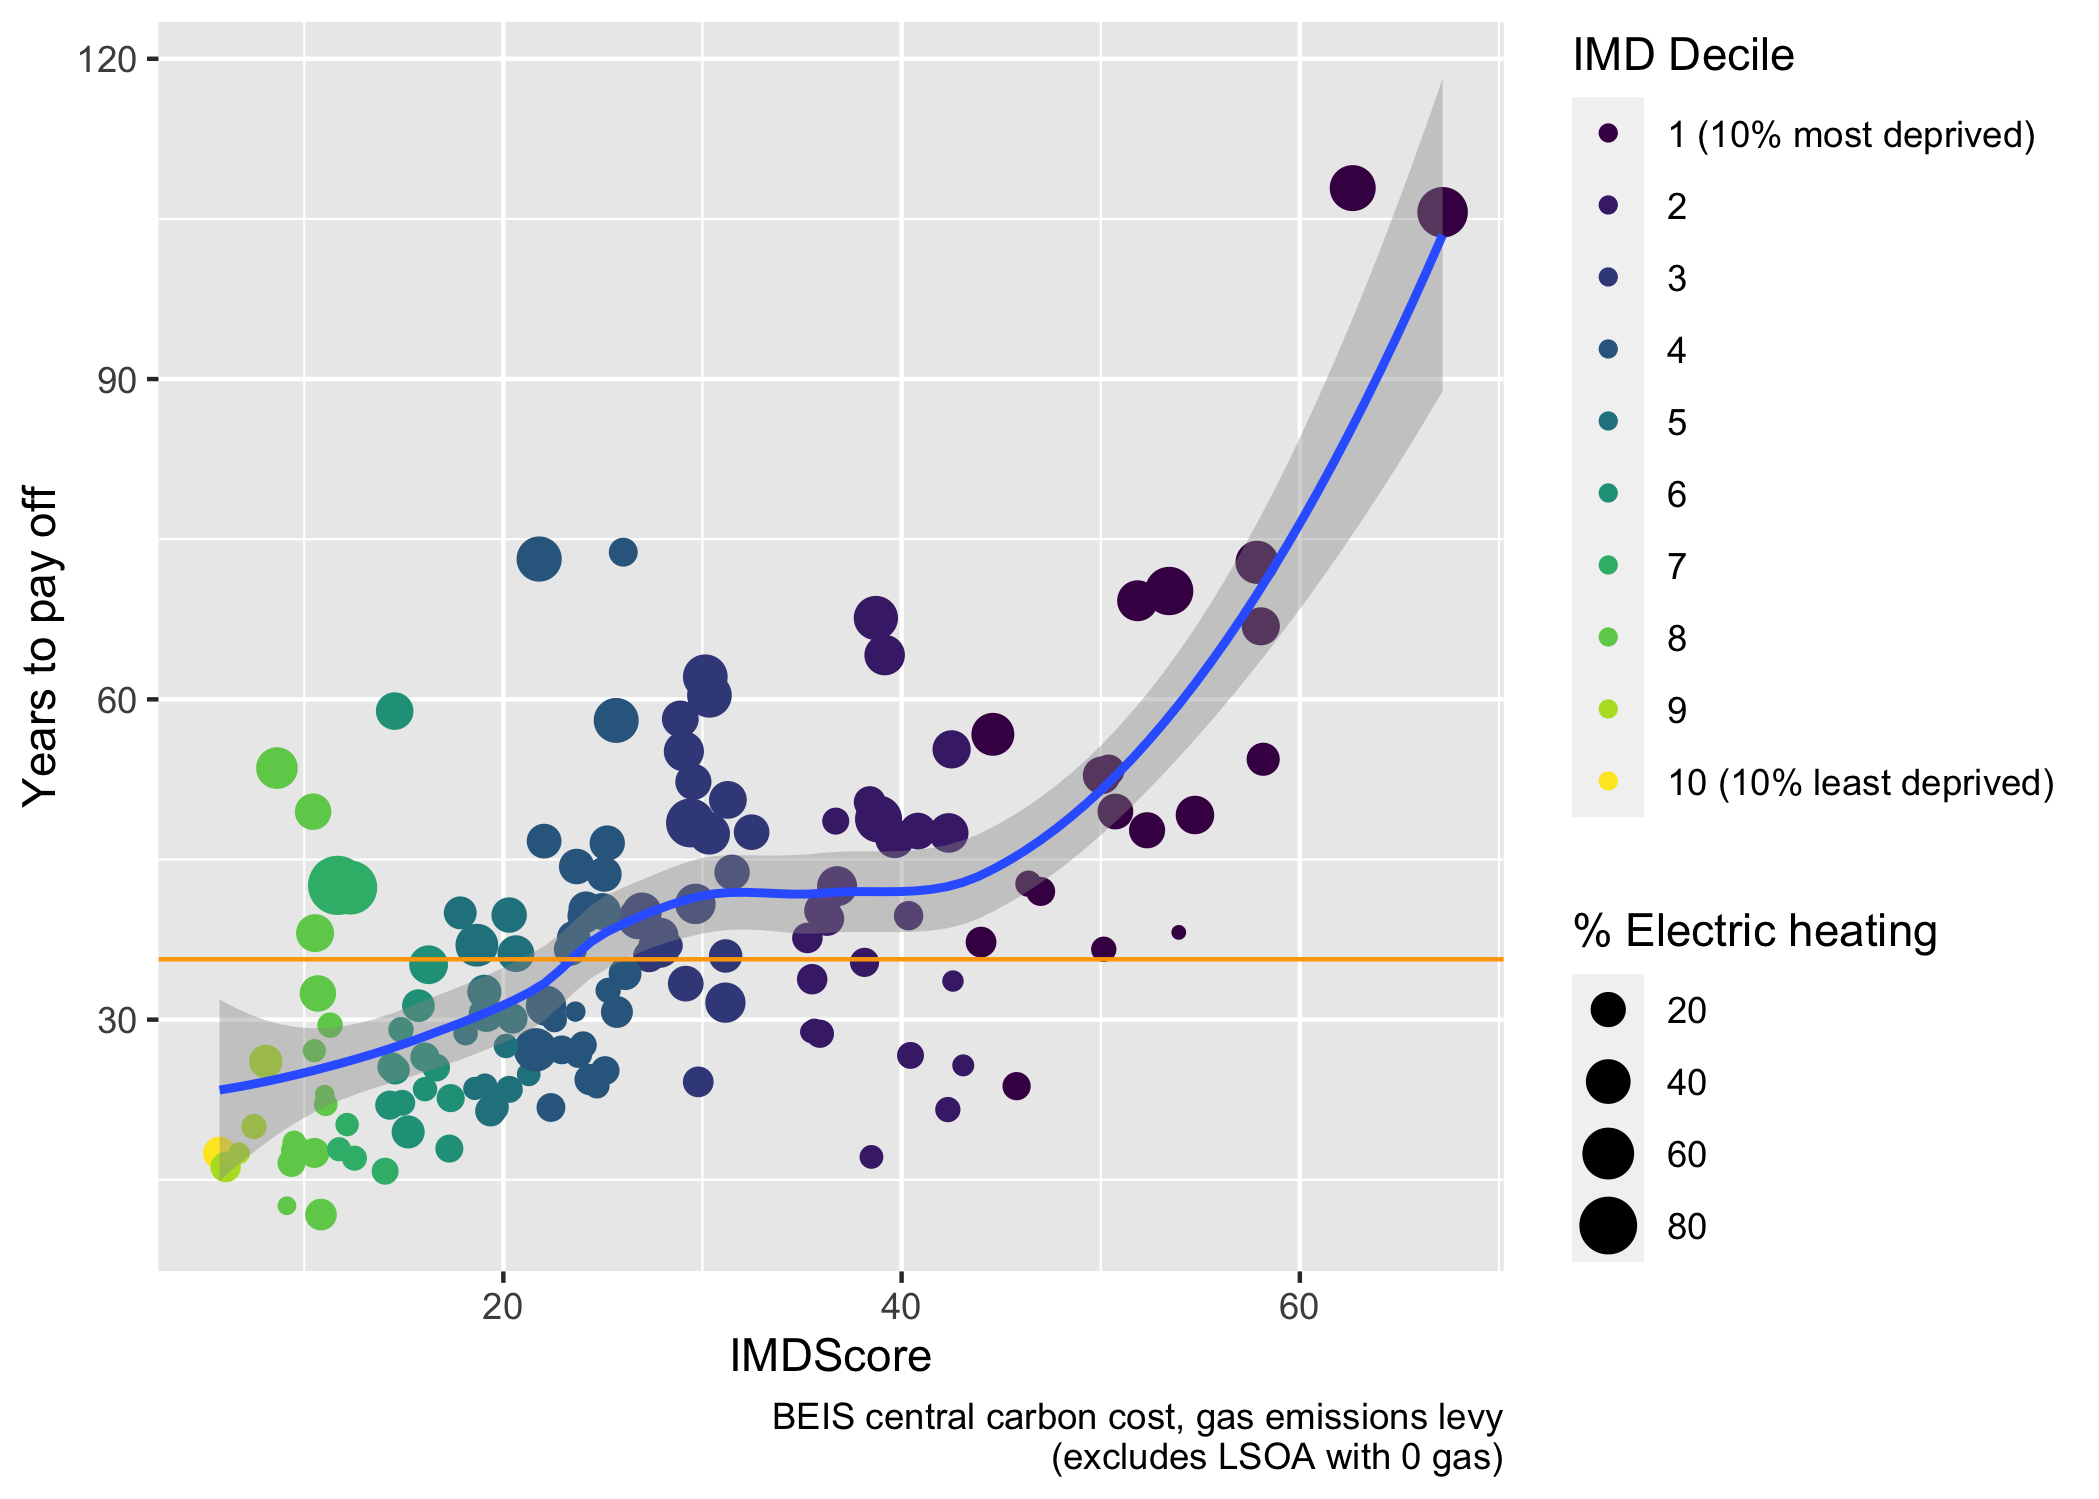 120
90
60
30
Years to pay off
20
40
60
IMDScore
BEIS central carbon cost, gas emissions levy
(excludes LSOA with 0 gas)
IMD Decile
1 (10% most deprived)
2
3
4
5
6
7
8
9
10 (10% least deprived)
% Electric heating
20
40
60
80